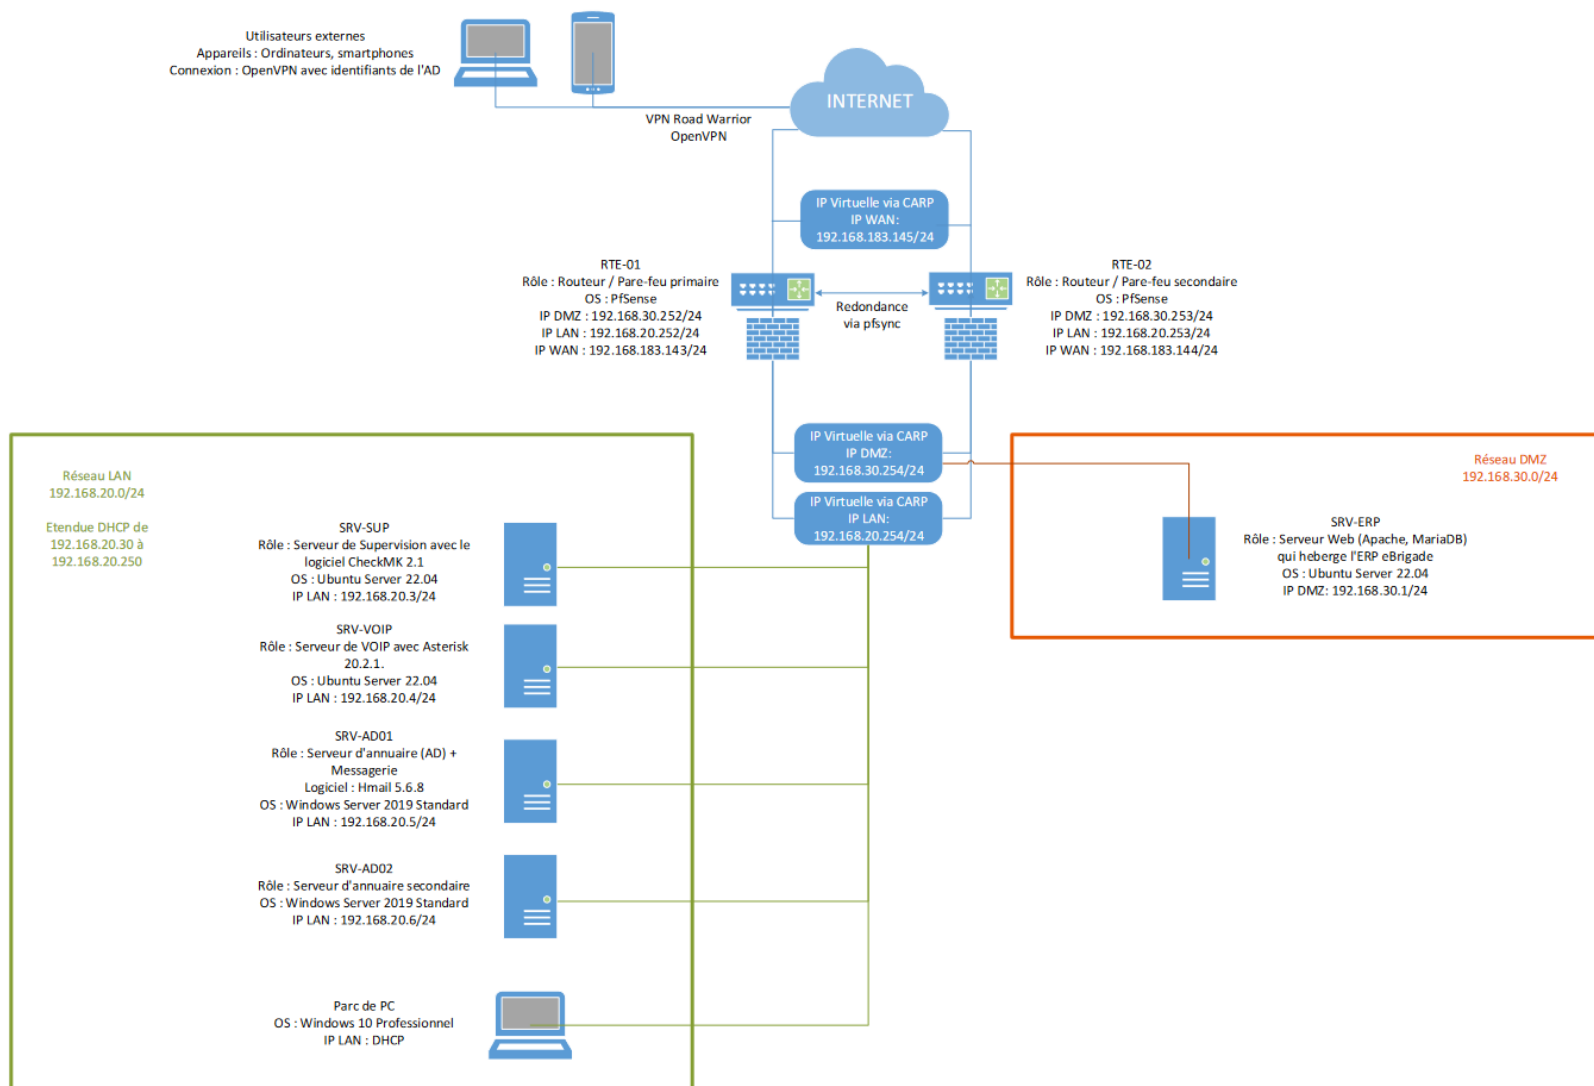 Utilisateurs externes
Appareils : Ordinateurs, smartphones
Connexion : OpenVPN avec identifiants de l'AD
INTERNET
VPN Road Warrior
OpenVPN
IP Virtuelle via CARP
IP WAN:
192.168.183.145/24
RTE-01
Rôle : Routeur / Pare-feu primaire
OS : PfSense
IP DMZ : 192.168.30.252/24
IP LAN : 192.168.20.252/24
IP WAN : 192.168.183.143/24
Redondance
via pfsync
RTE-02
Rôle : Routeur / Pare-feu secondaire
OS : PfSense
IP DMZ : 192.168.30.253/24
IP LAN : 192.168.20.253/24
IP WAN : 192.168.183.144/24
IP Virtuelle via CARP
IP DMZ:
192.168.30.254/24
IP Virtuelle via CARP
IP LAN:
192.168.20.254/24
Réseau LAN
192.168.20.0/24
Etendue DHCP de
192.168.20.30 à
192.168.20.250
SRV-SUP
Rôle : Serveur de Supervision avec le
logiciel CheckMK 2.1
OS : Ubuntu Server 22.04
IP LAN : 192.168.20.3/24
SRV-VOIP
Rôle : Serveur de VOIP avec Asterisk
20.2.1.
OS : Ubuntu Server 22.04
IP LAN : 192.168.20.4/24
SRV-AD01
Rôle : Serveur d'annuaire (AD) +
Messagerie
Logiciel : Hmail 5.6.8
OS : Windows Server 2019 Standard
IP LAN : 192.168.20.5/24
SRV-AD02
Rôle : Serveur d'annuaire secondaire
OS : Windows Server 2019 Standard
IP LAN : 192.168.20.6/24
Parc de PC
OS : Windows 10 Professionnel
IP LAN : DHCP
Réseau DMZ
192.168.30.0/24
SRV-ERP
Rôle : Serveur Web (Apache, MariaDB)
qui heberge l'ERP eBrigade
OS : Ubuntu Server 22.04
IP DMZ: 192.168.30.1/24